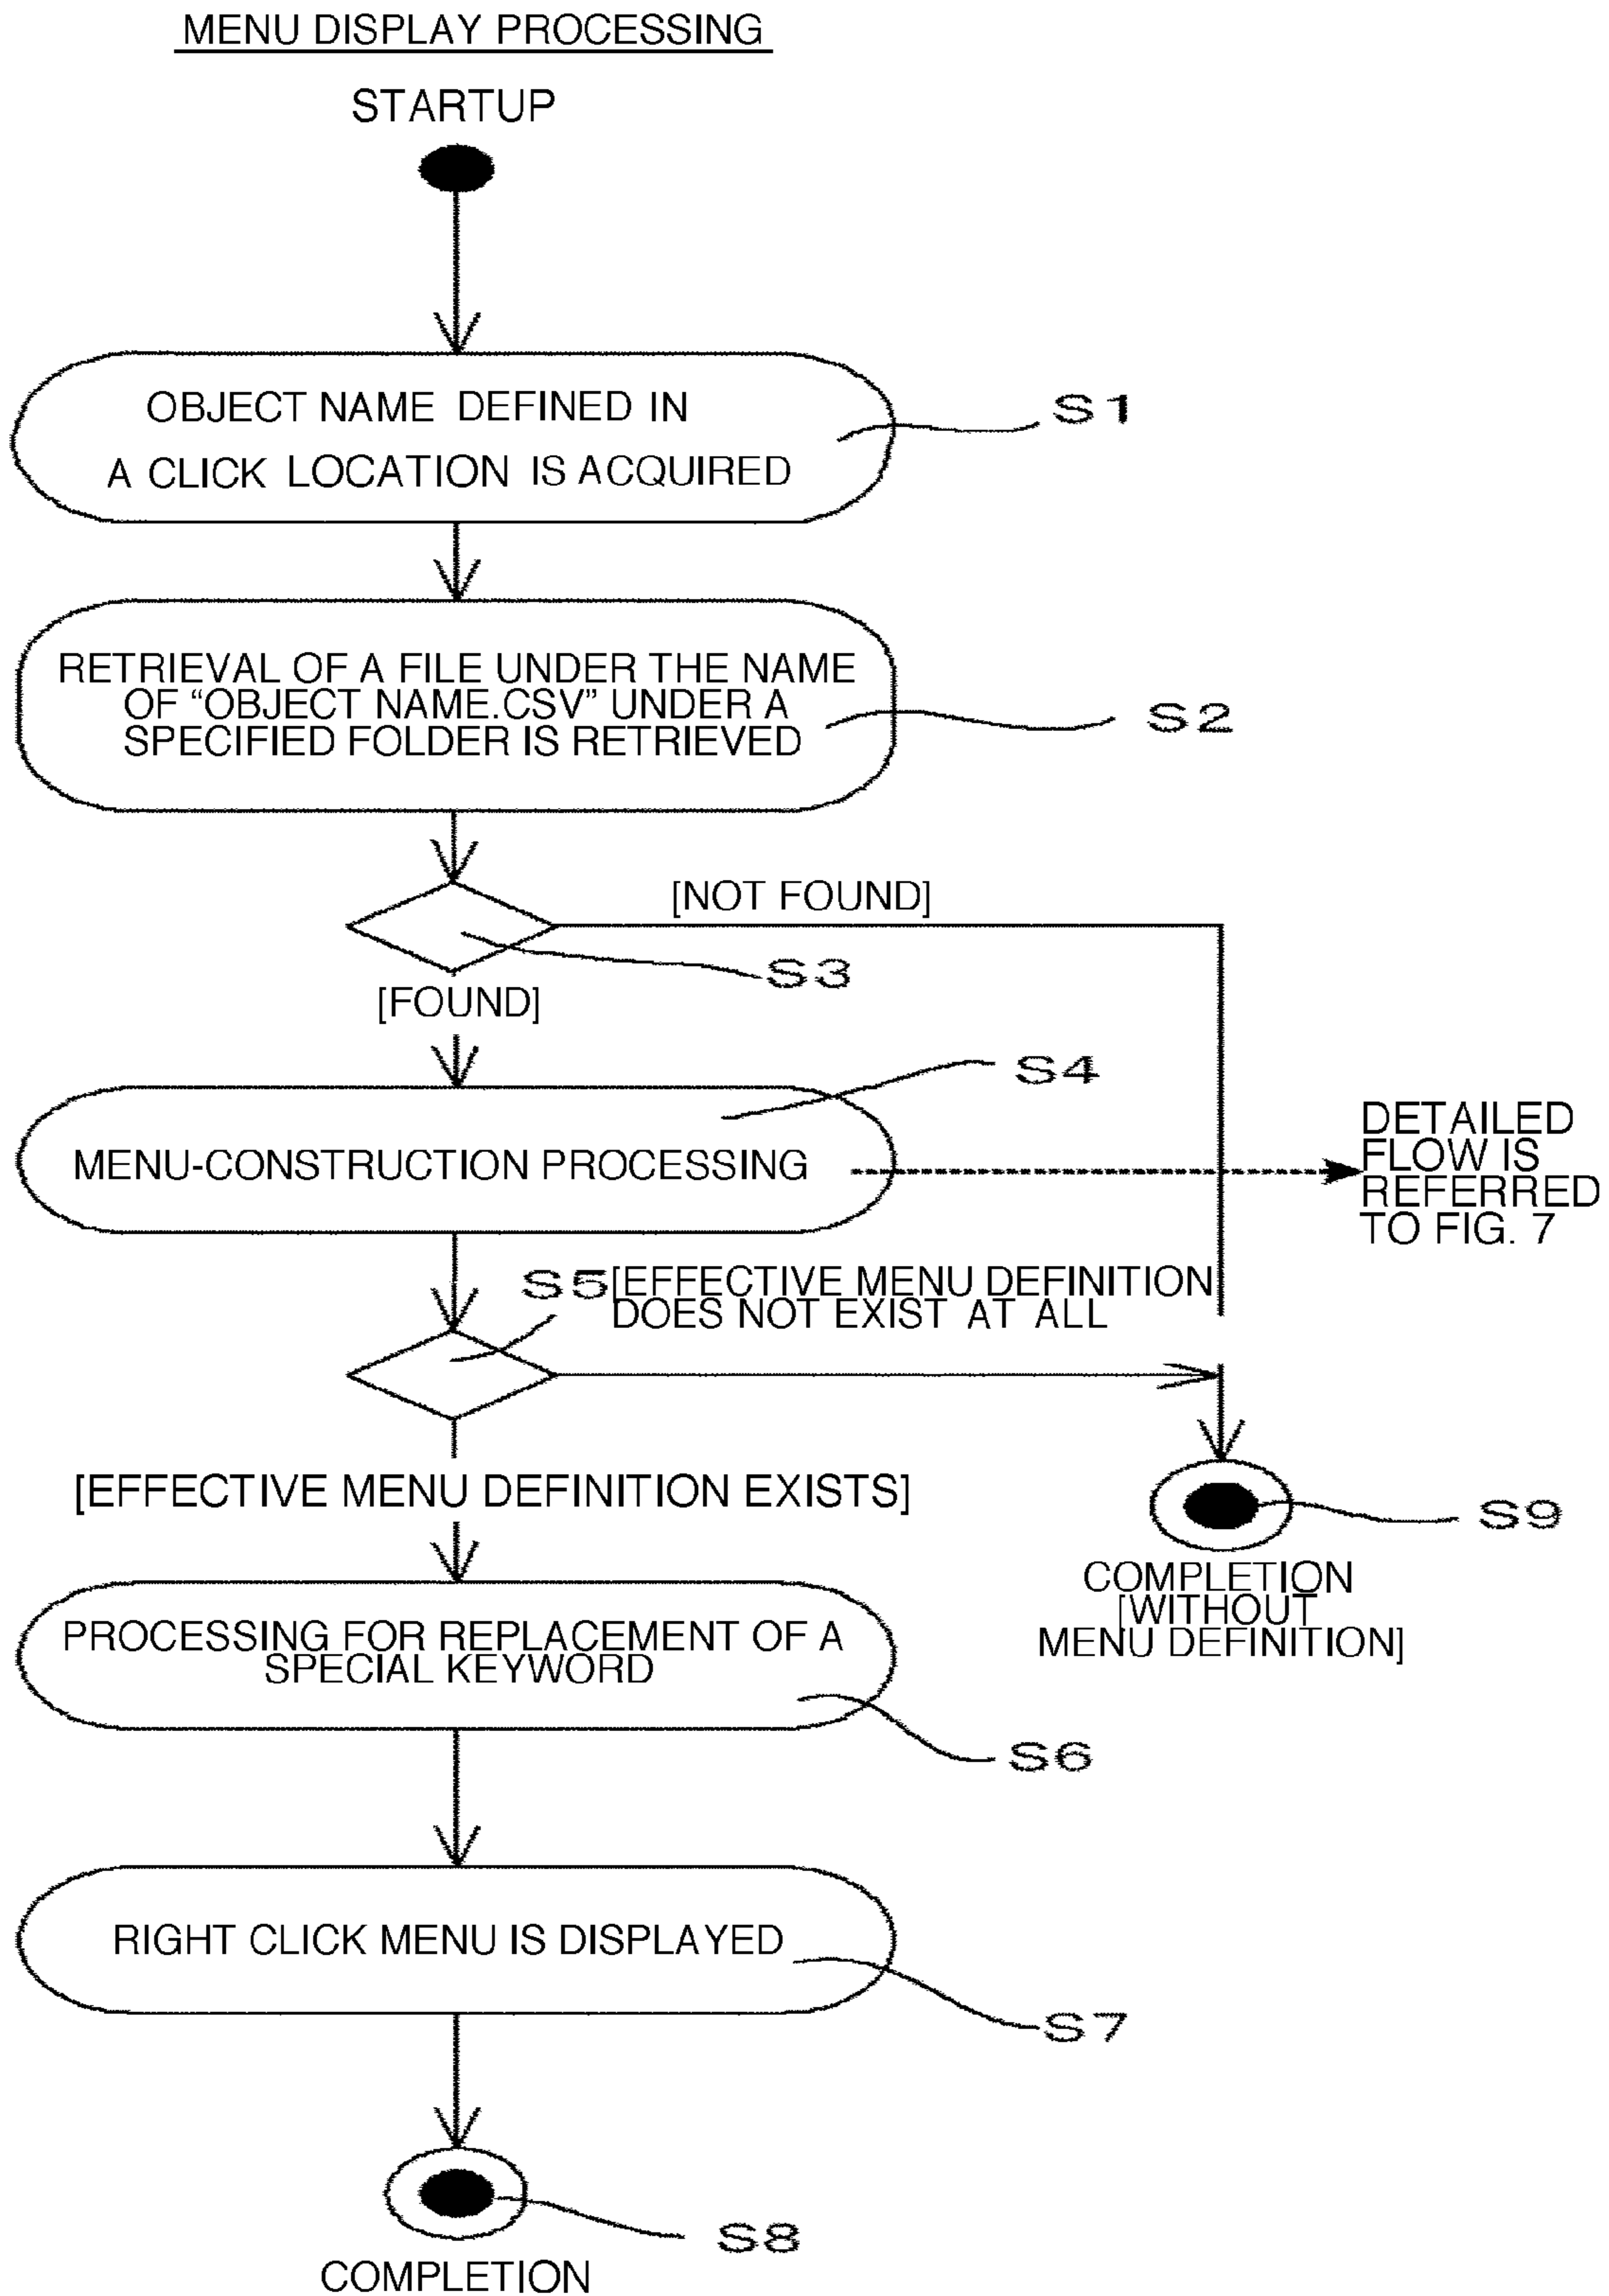 MENU DISPLAY PROCESSING
STARTUP
OBJECT NAME DEFINED IN
A CLICK LOCATION IS ACQUIRED
S1
RETRIEVAL OF A FILE UNDER THE NAME
OF “OBJECT NAME.CSV” UNDER A
SPECIFIED FOLDER IS RETRIEVED
S2
[NOT FOUND]
S3
[FOUND]
S4
MENU-CONSTRUCTION PROCESSING
DETAILED
FLOW IS
REFERRED
TO FIG. 7
S5
[EFFECTIVE MENU DEFINITION
DOES NOT EXIST AT ALL
[EFFECTIVE MENU DEFINITION EXISTS]
S9
COMPLETION
[WITHOUT
MENU DEFINITION]
PROCESSING FOR REPLACEMENT OF A
SPECIAL KEYWORD
S6
RIGHT CLICK MENU IS DISPLAYED
S7
S8
COMPLETION